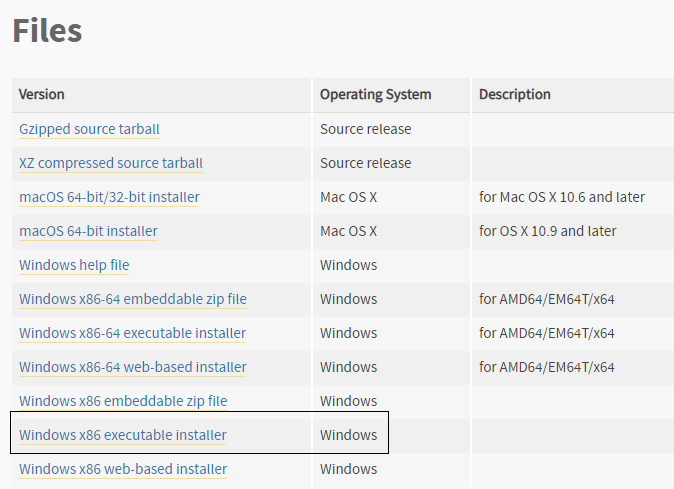 Files
Version Operating System Description
Gzipped source tarball Source release
XZ compressed source tarball Source release
macOS 64-bit/32-bit installer Mac OS X for Mac OS X 10.6 and later
macOS 64-bit installer Mac OS X for OS X 10.9 and later
Windows help file Windows
Windows x86-64 embeddable zip file Windows for AMD64/EM64T/x64
Windows x86-64 executable installer Windows for AMD64/EM64T/x64
Windows x86-64 web-based installer Windows for AMD64/EM64T/x64
Windows x86 embeddable zip file Windows
Windows x86 executable installer Windows
Windows x86 web-based installer Windows